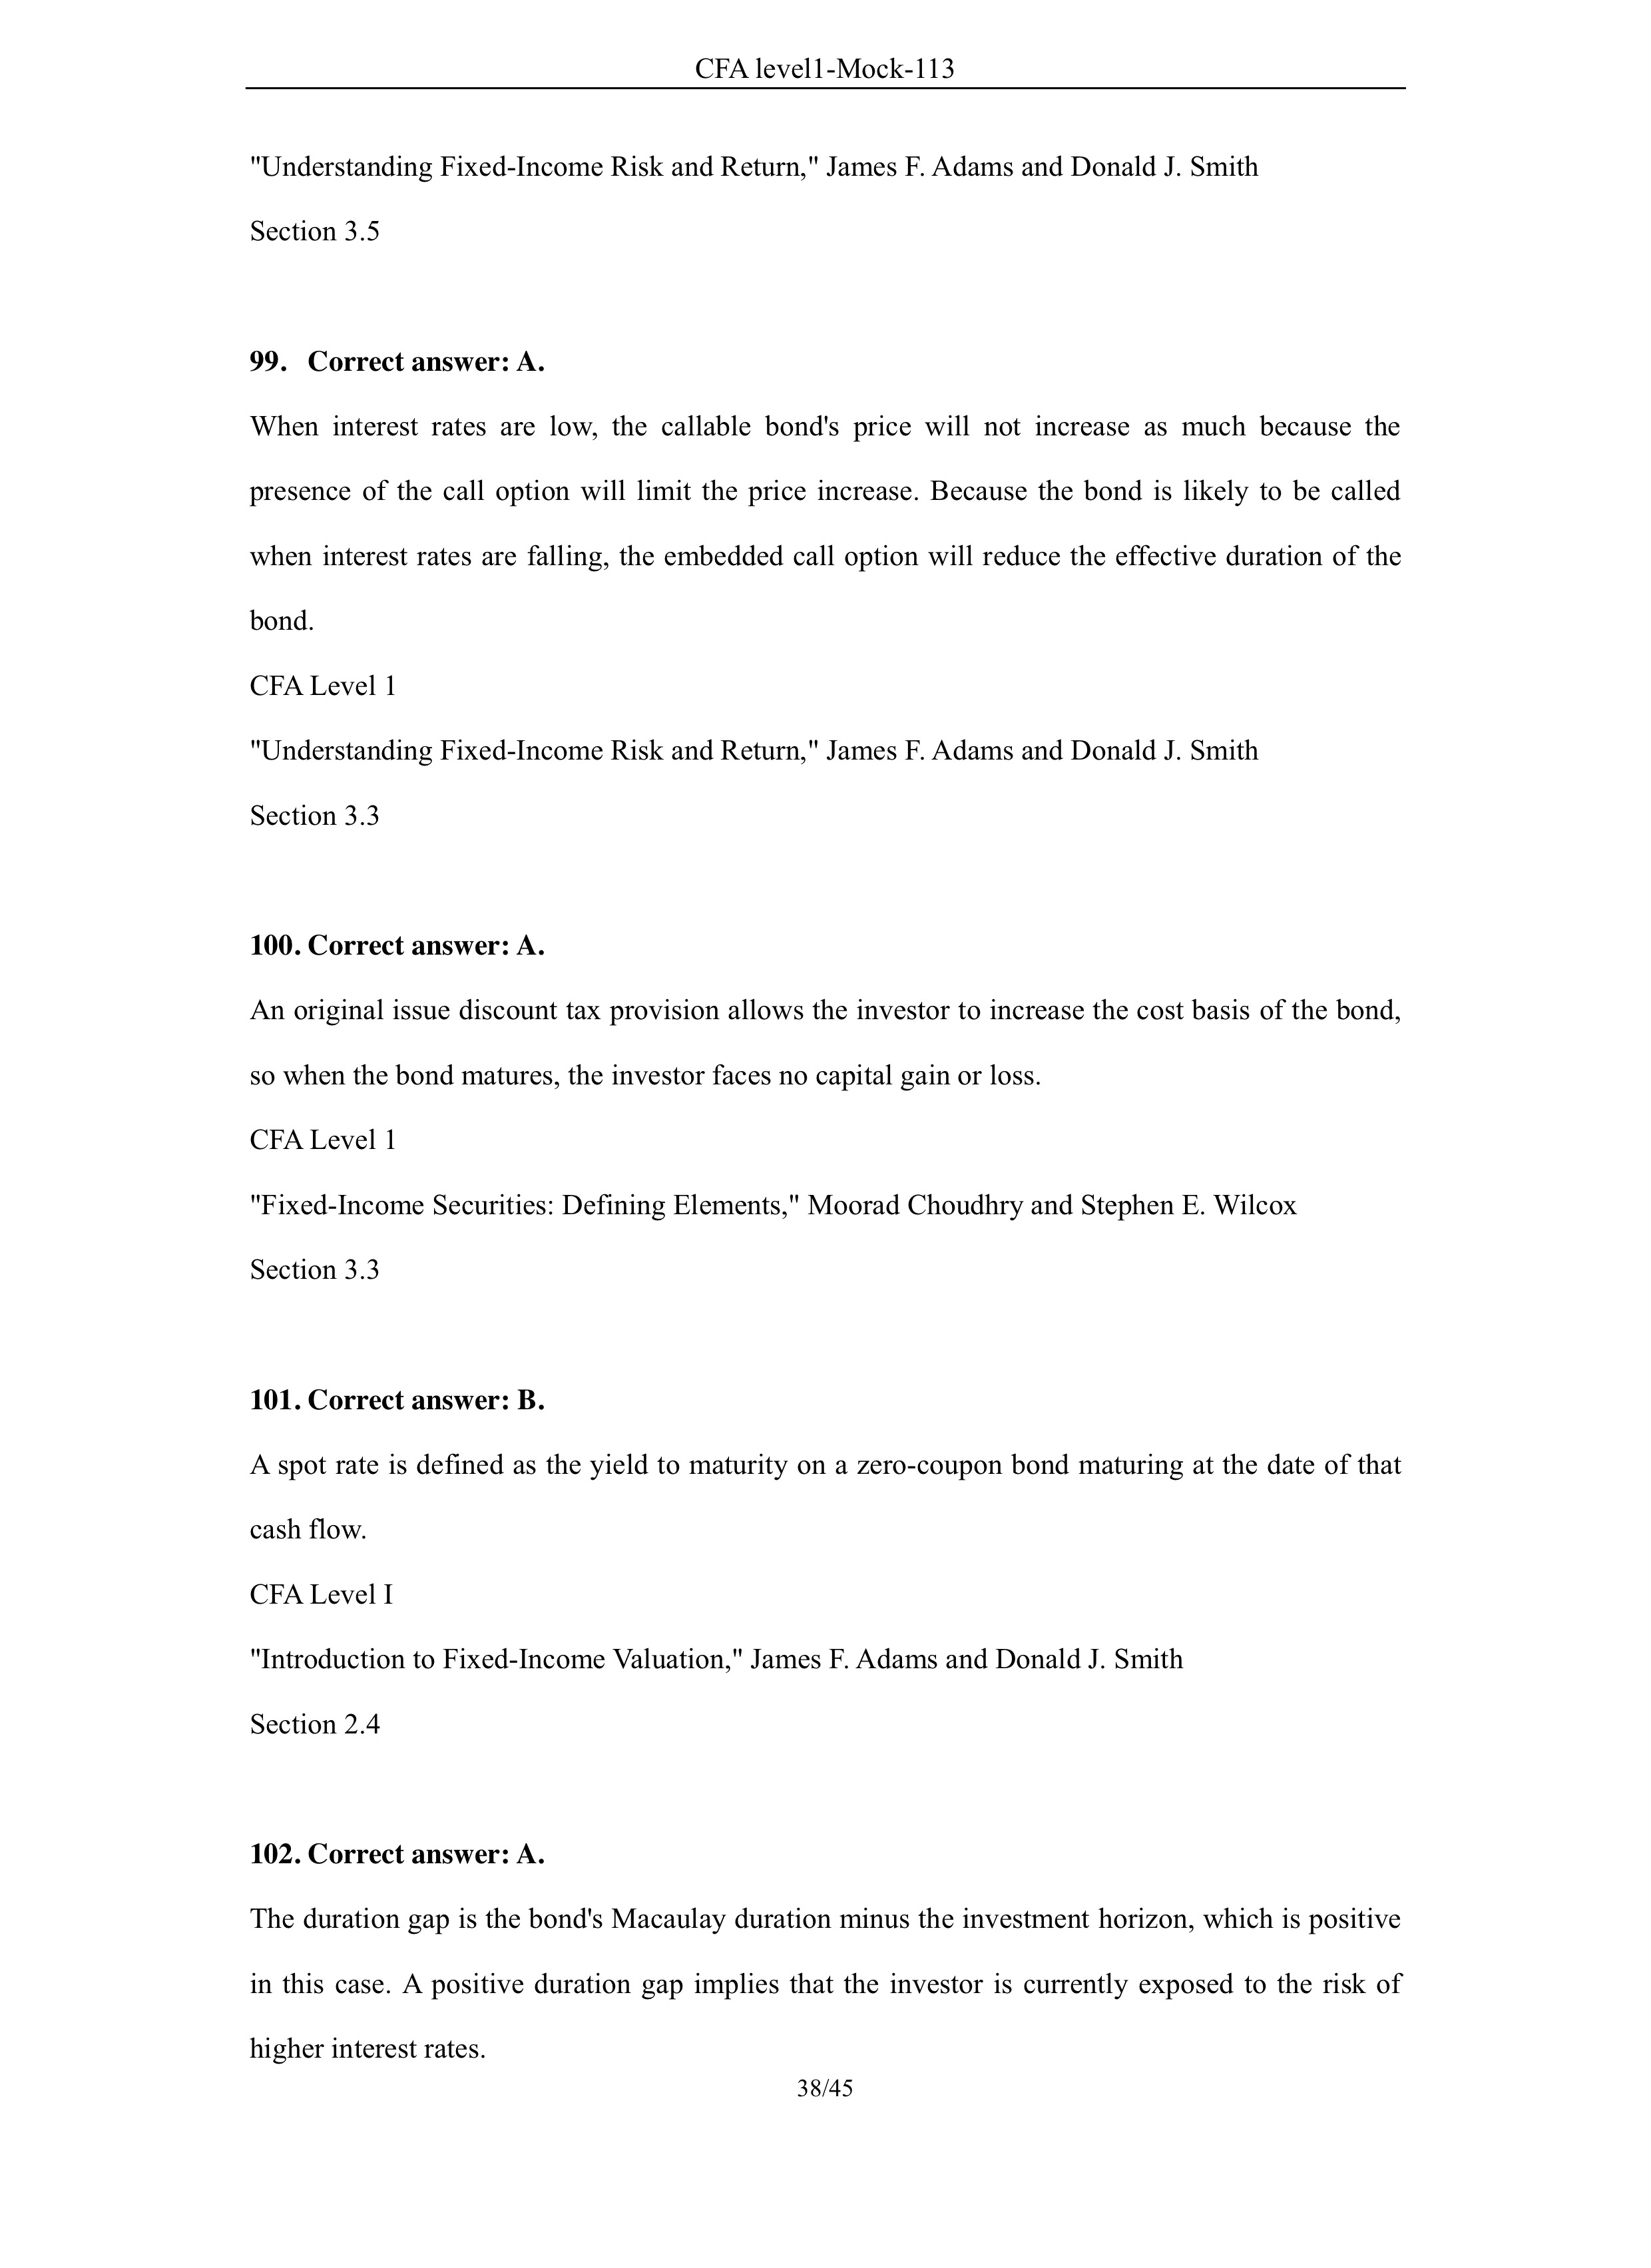 CFA level1-Mock-113
"Understanding Fixed-Income Risk and Return," James F. Adams and Donald J. Smith
Section 3.5
99. Correct answer: A.
When interest rates are low, the callable bond's price will not increase as much because the
presence of the call option will limit the price increase. Because the bond is likely to be called
when interest rates are falling, the embedded call option will reduce the effective duration of the
bond.
CFA Level 1
"Understanding Fixed-Income Risk and Return," James F. Adams and Donald J. Smith
Section 3.3
100. Correct answer: A.
An original issue discount tax provision allows the investor to increase the cost basis of the bond,
so when the bond matures, the investor faces no capital gain or loss.
CFA Level 1
"Fixed-Income Securities: Defining Elements," Moorad Choudhry and Stephen E. Wilcox
Section 3.3
101. Correct answer: B.
A spot rate is defined as the yield to maturity on a zero-coupon bond maturing at the date of that
cash flow.
CFA Level I
"Introduction to Fixed-Income Valuation," James F. Adams and Donald J. Smith
Section 2.4
102. Correct answer: A.
The duration gap is the bond's Macaulay duration minus the investment horizon, which is positive
in this case. A positive duration gap implies that the investor is currently exposed to the risk of
higher interest rates.
38/45